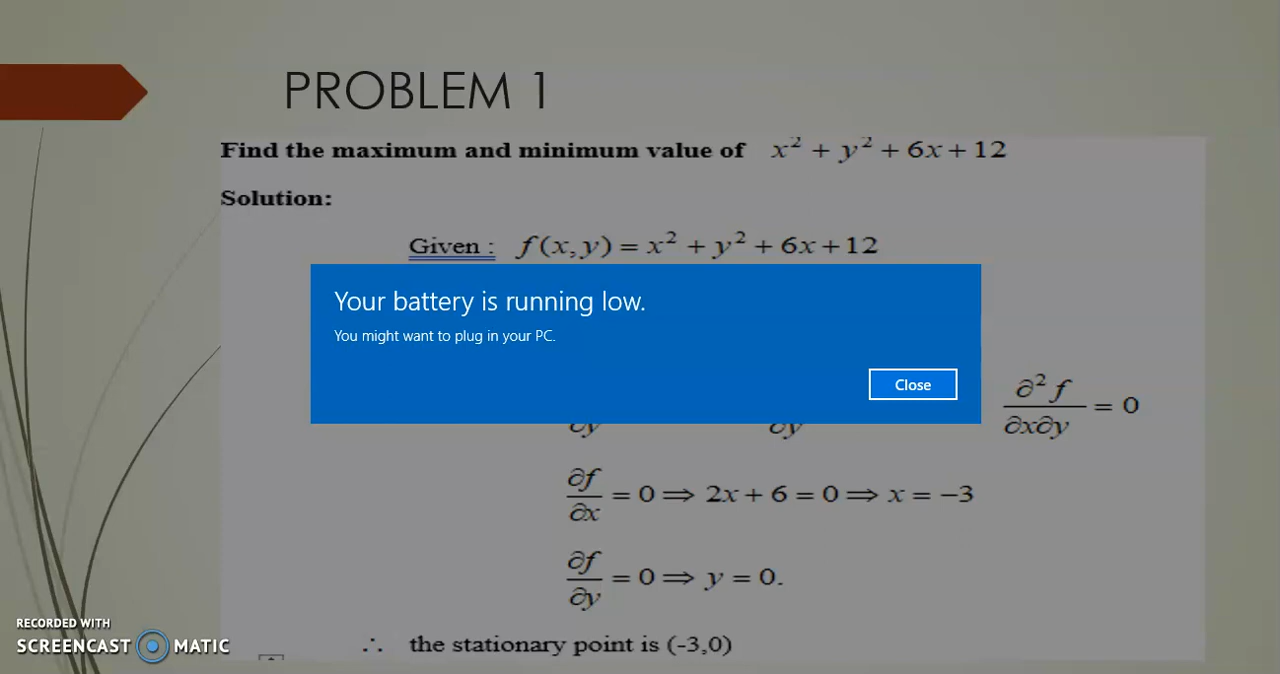 PROBLEM 1
Find the maximum and minimum value of x² + y² + 6x + 12
Solution:
Given : f(x, y) = x² + y² + 6x + 12
Your battery is running low.
You might want to plug in your PC.
Close
∂²f/∂x∂y = 0
∂y ∂y
∂f/∂x = 0 ⇒ 2x + 6 = 0 ⇒ x = −3
∂f/∂y = 0 ⇒ y = 0.
∴ the stationary point is (-3,0)
RECORDED WITH
SCREENCAST MATIC